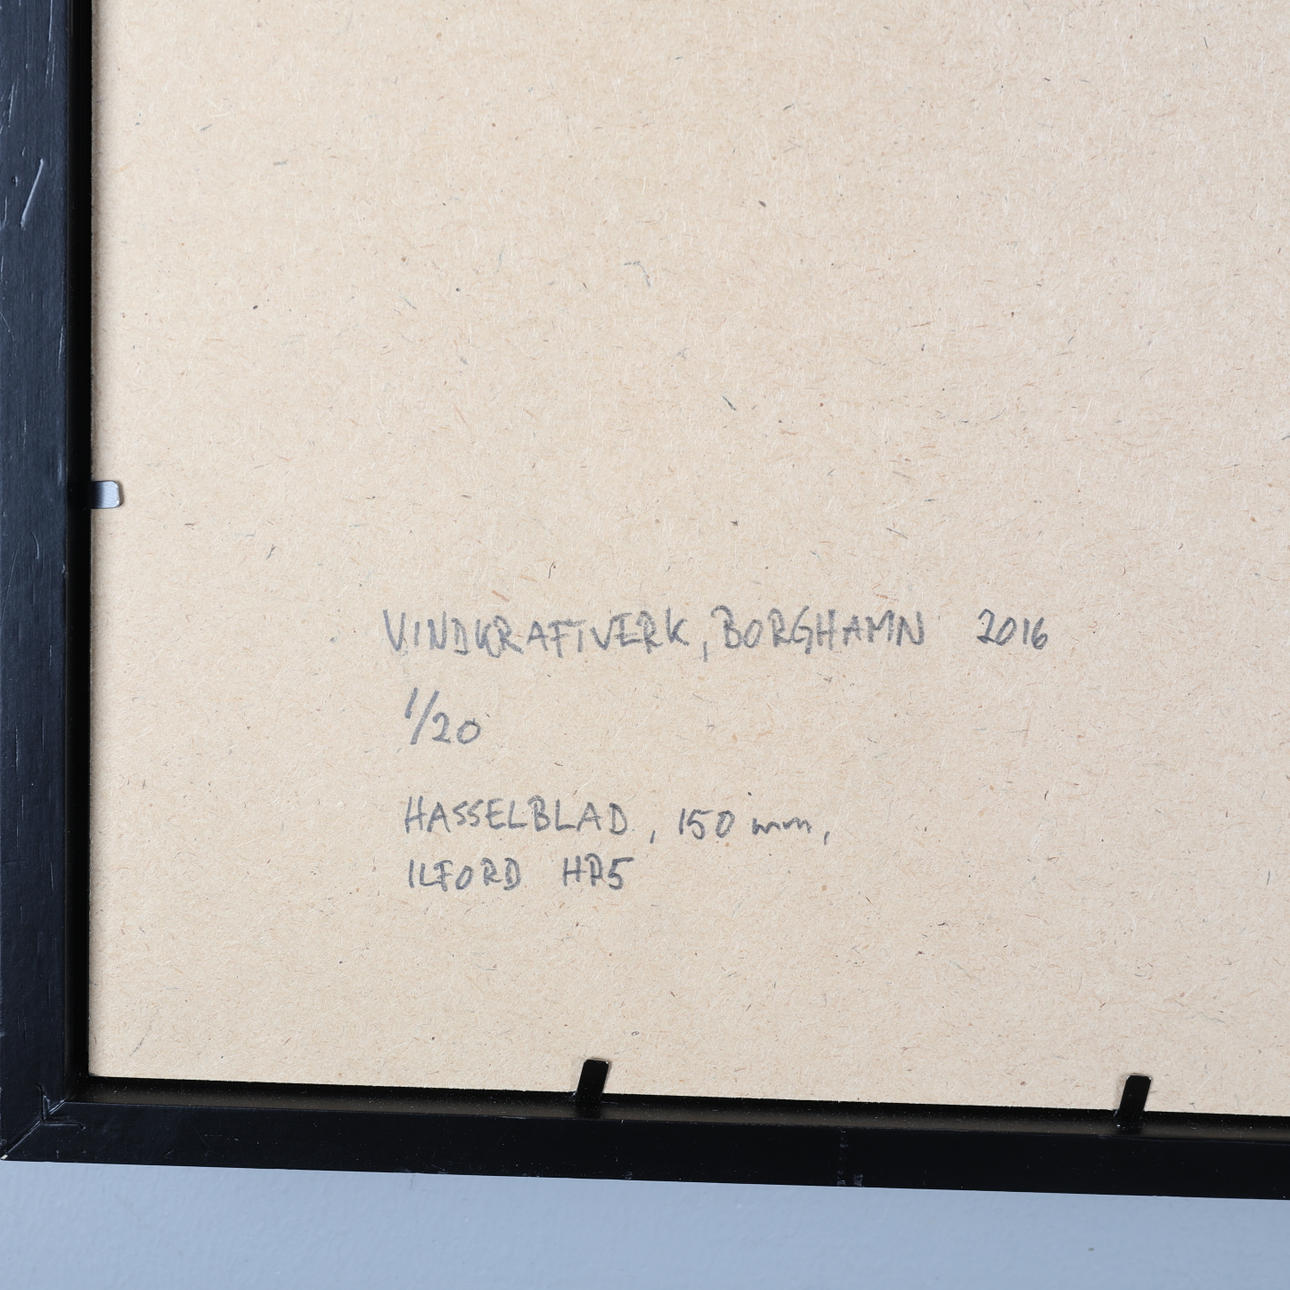 VINDKRAFTVERK, BORGHAMN 2016
1/20
HASSELBLAD, 150 mm,
ILFORD HP5